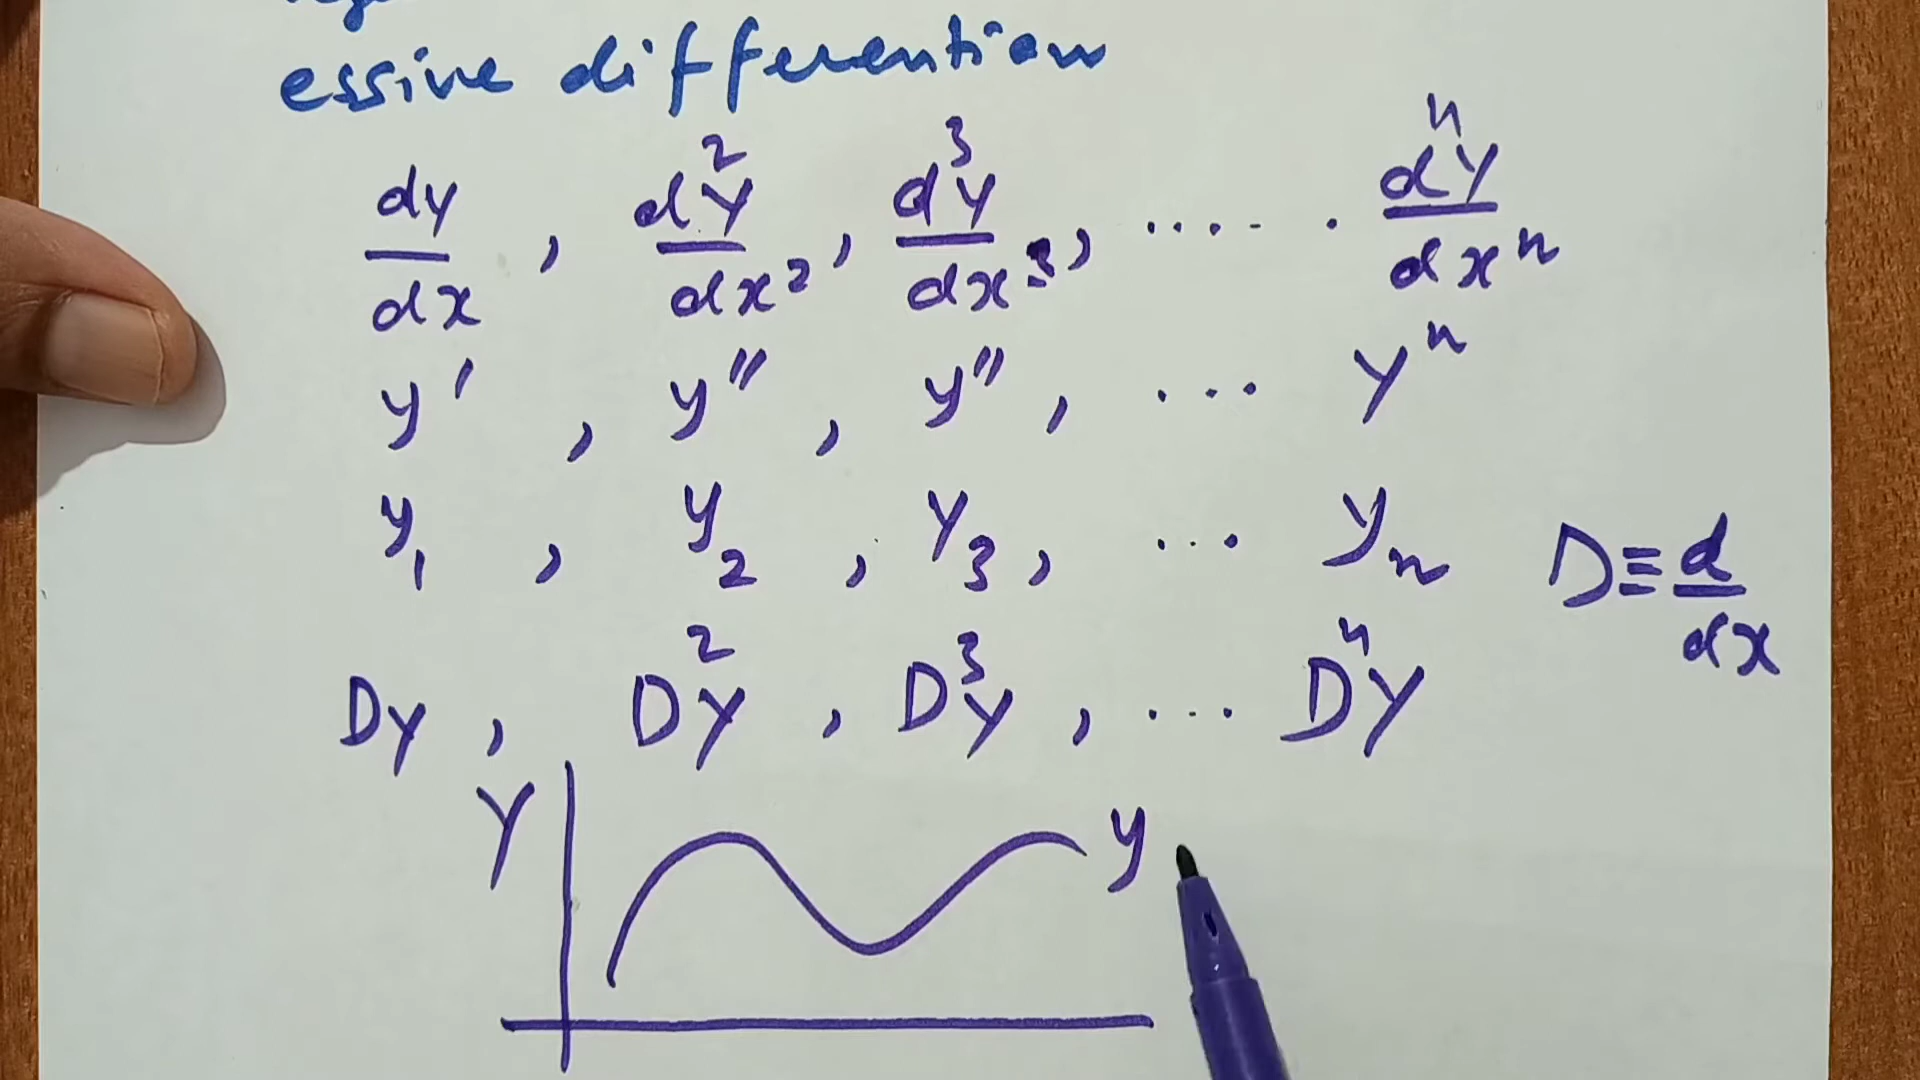 essive differention
dy/dx , d²y/dx² , d³y/dx³ , ..... . dⁿy/dxⁿ
y′ , y″ , y″ , ... yⁿ
y₁ , y₂ , y₃ , ... yₙ
D ≡ d/dx
Dy , D²y , D³y , ... Dⁿy
Y
y